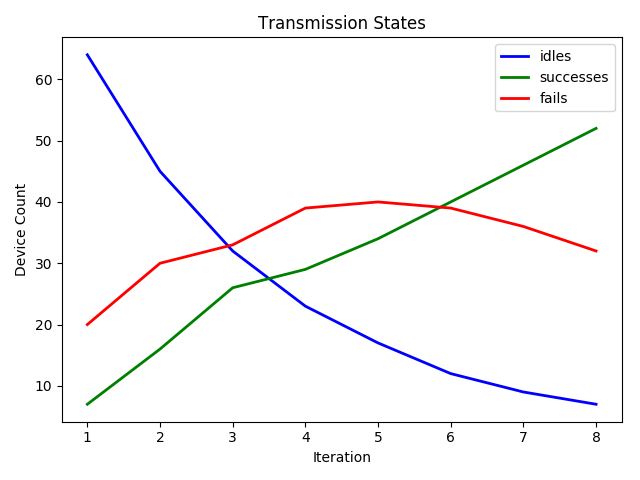 Transmission States
idles
successes
fails
Device Count
60
50
40
30
20
10
1 2 3 4 5 6 7 8
Iteration